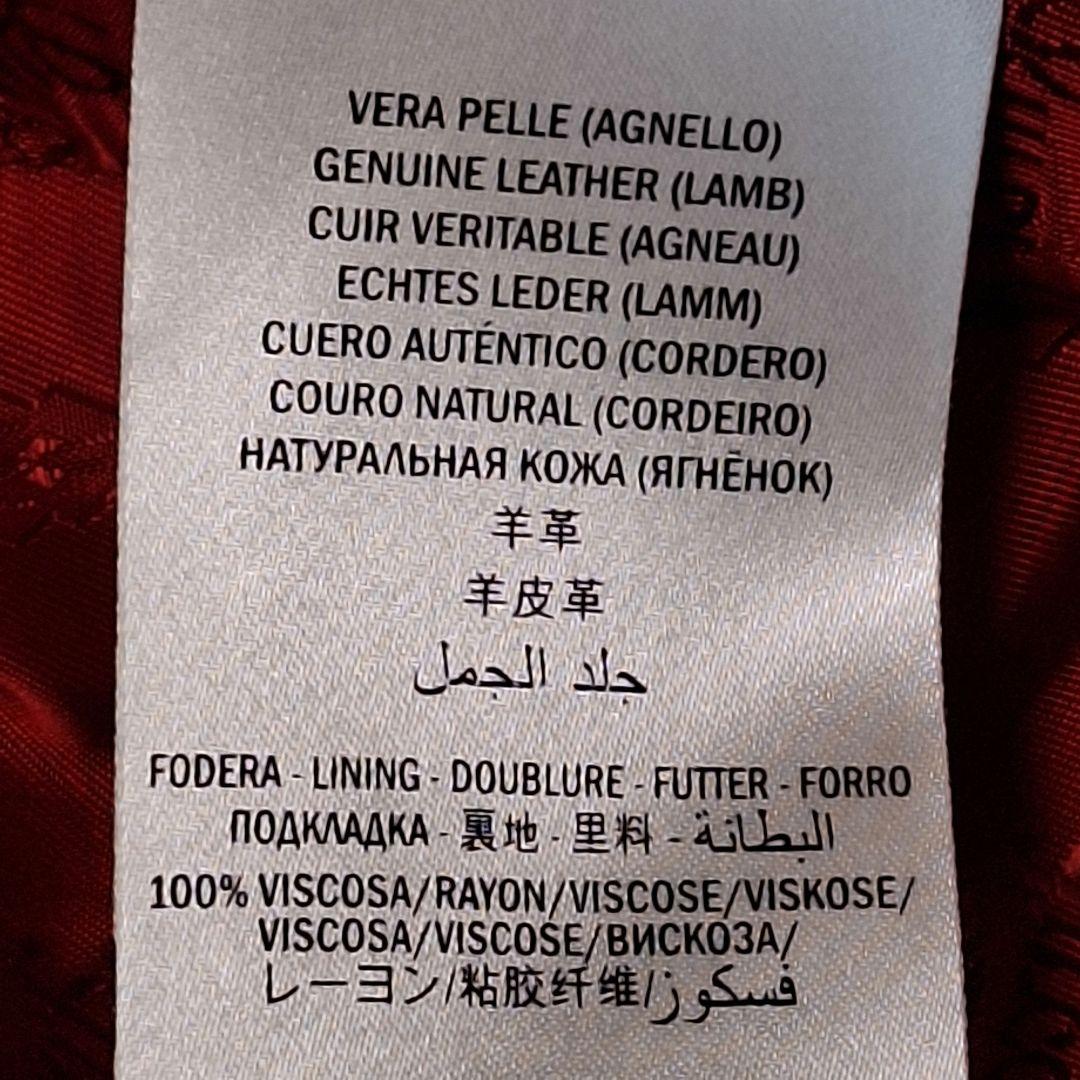 VERA PELLE (AGNELLO)
GENUINE LEATHER (LAMB)
CUIR VERITABLE (AGNEAU)
ECHTES LEDER (LAMM)
CUERO AUTÉNTICO (CORDERO)
COURO NATURAL (CORDEIRO)
НАТУРАЛЬНАЯ КОЖА (ЯГНЁНОК)
羊革
羊皮革
جلد الجمل
FODERA - LINING - DOUBLURE - FUTTER - FORRO
ПОДКЛАДКА - 裏地 - 里料 - البطانة
100% VISCOSA/RAYON/VISCOSE/VISKOSE/
VISCOSA/VISCOSE/ВИСКОЗА/
レーヨン/粘胶纤维/فسكوز